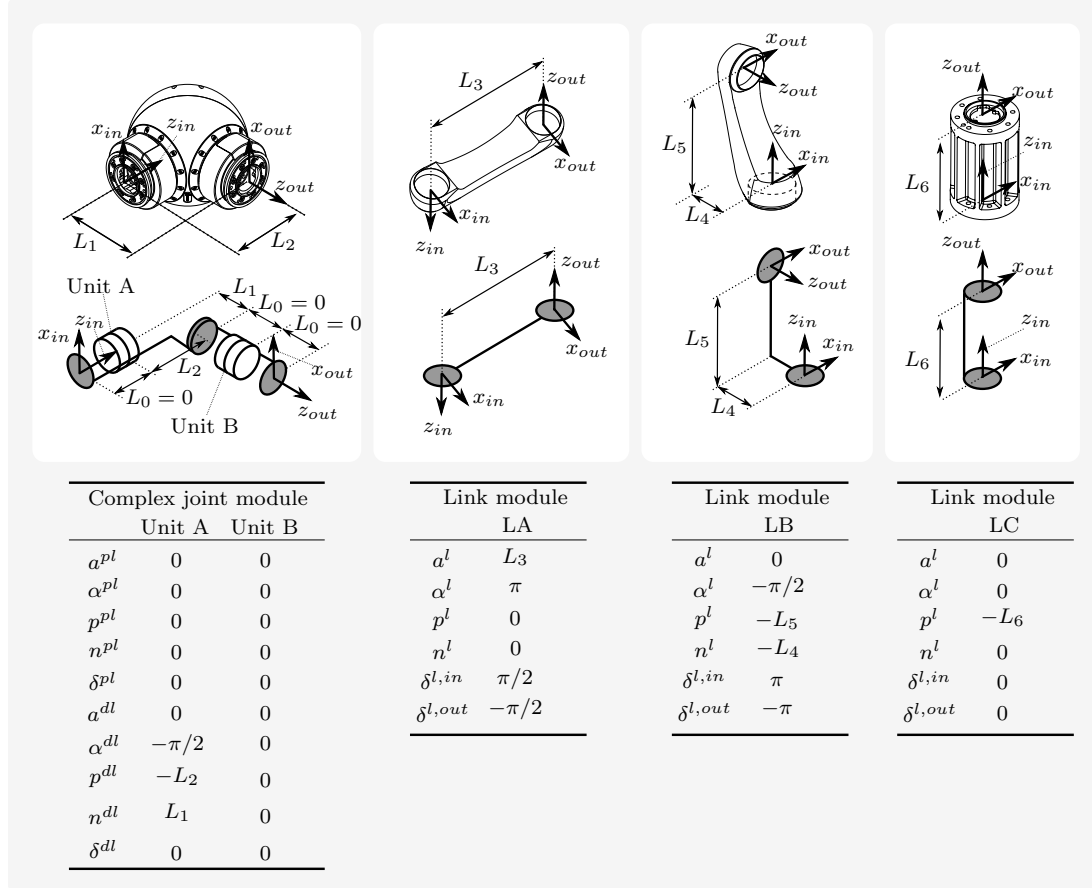 x_in z_in x_out z_out L_1 L_2
L_3 z_out x_out x_in z_in
x_out z_out z_in x_in L_5 L_4
z_out x_out z_in x_in L_6
Unit A L_1 L_0 = 0 L_0 = 0
x_in z_in L_2 x_out
L_0 = 0 z_out
Unit B
L_3 z_out x_out x_in z_in
x_out z_out z_in x_in L_5 L_4
z_out x_out z_in x_in L_6
Complex joint module
Unit A Unit B
a^{pl} 0 0
α^{pl} 0 0
p^{pl} 0 0
n^{pl} 0 0
δ^{pl} 0 0
a^{dl} 0 0
α^{dl} −π/2 0
p^{dl} −L_2 0
n^{dl} L_1 0
δ^{dl} 0 0
Link module
LA
a^l L_3
α^l π
p^l 0
n^l 0
δ^{l,in} π/2
δ^{l,out} −π/2
Link module
LB
a^l 0
α^l −π/2
p^l −L_5
n^l −L_4
δ^{l,in} π
δ^{l,out} −π
Link module
LC
a^l 0
α^l 0
p^l −L_6
n^l 0
δ^{l,in} 0
δ^{l,out} 0